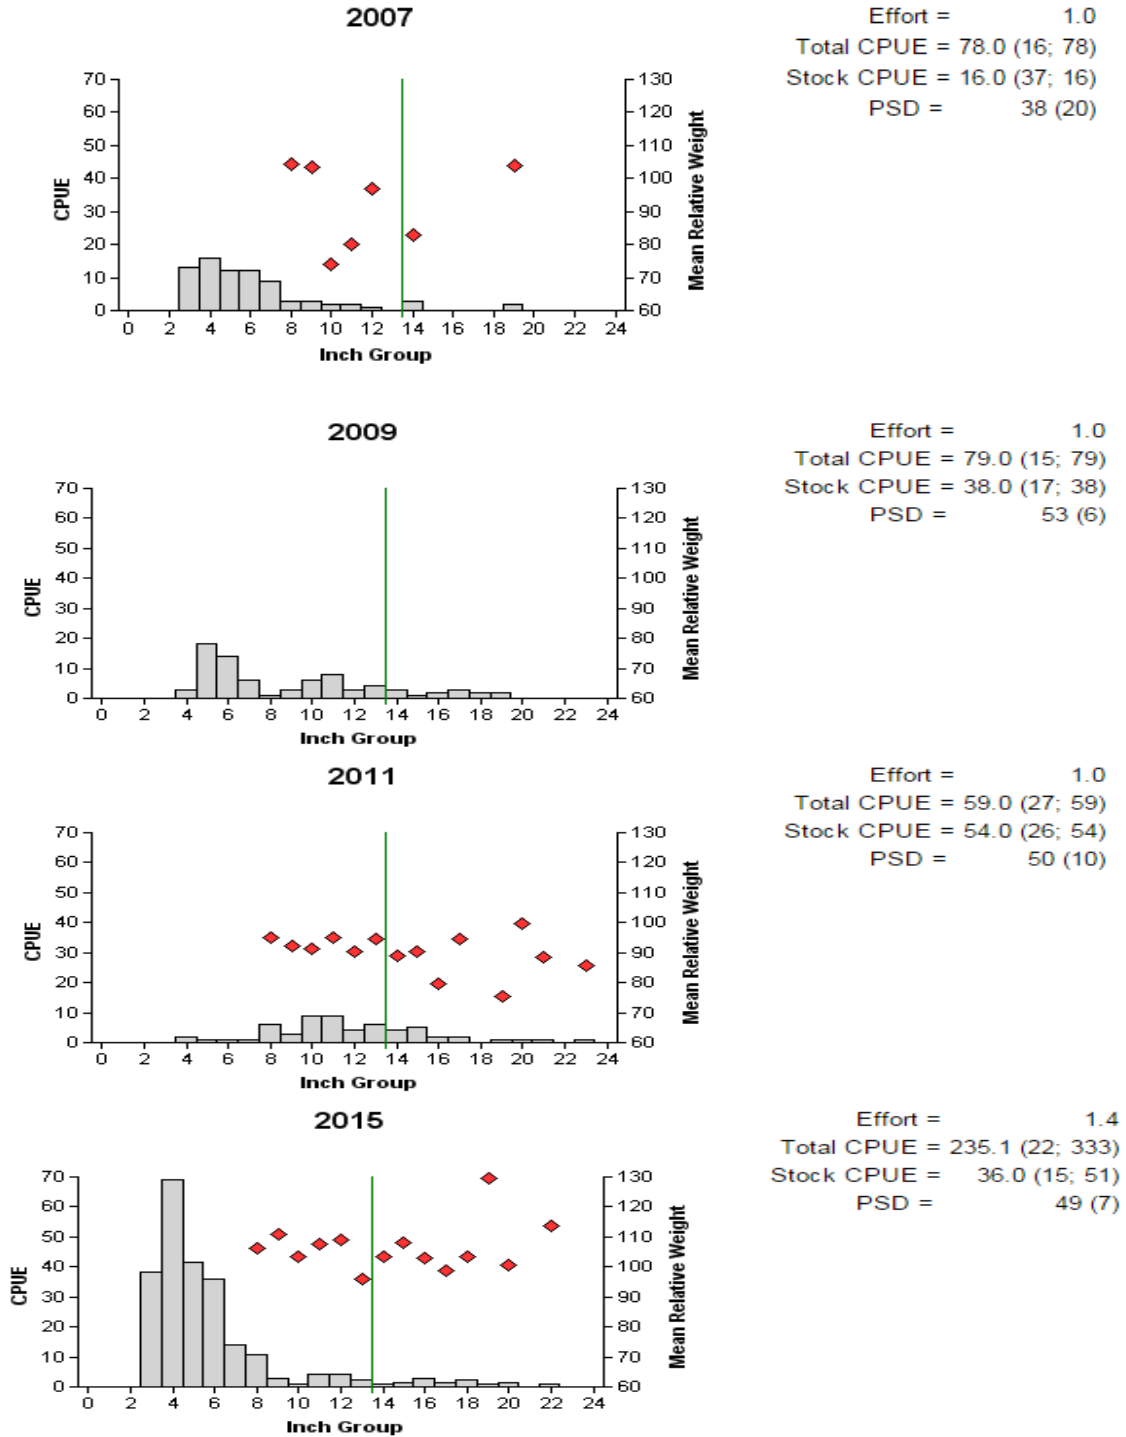 2007
Effort = 1.0
Total CPUE = 78.0 (16; 78)
Stock CPUE = 16.0 (37; 16)
PSD = 38 (20)
70 130
60 120
50 110
40 100
30 90
20 80
10 70
0 60
CPUE
Mean Relative Weight
0 2 4 6 8 10 12 14 16 18 20 22 24
Inch Group
2009
Effort = 1.0
Total CPUE = 79.0 (15; 79)
Stock CPUE = 38.0 (17; 38)
PSD = 53 (6)
70 130
60 120
50 110
40 100
30 90
20 80
10 70
0 60
CPUE
Mean Relative Weight
0 2 4 6 8 10 12 14 16 18 20 22 24
Inch Group
2011
Effort = 1.0
Total CPUE = 59.0 (27; 59)
Stock CPUE = 54.0 (26; 54)
PSD = 50 (10)
70 130
60 120
50 110
40 100
30 90
20 80
10 70
0 60
CPUE
Mean Relative Weight
0 2 4 6 8 10 12 14 16 18 20 22 24
Inch Group
2015
Effort = 1.4
Total CPUE = 235.1 (22; 333)
Stock CPUE = 36.0 (15; 51)
PSD = 49 (7)
70 130
60 120
50 110
40 100
30 90
20 80
10 70
0 60
CPUE
Mean Relative Weight
0 2 4 6 8 10 12 14 16 18 20 22 24
Inch Group